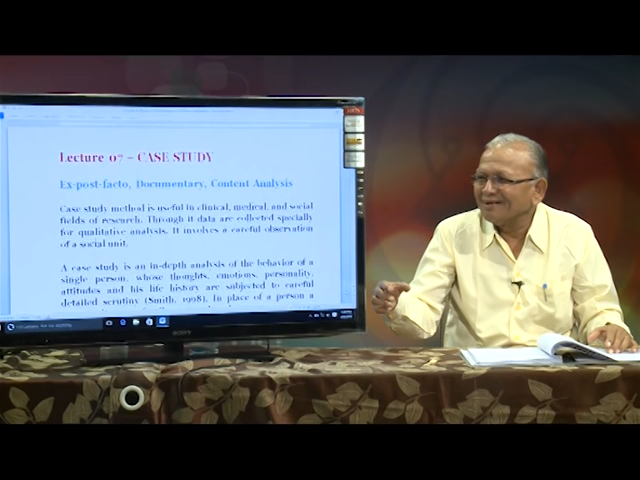 Lecture 07 – CASE STUDY
Ex-post-facto, Documentary, Content Analysis
Case study method is useful in clinical, medical, and social
fields of research. Through it data are collected specially
for qualitative analysis. It involves a careful observation
of a social unit.
A case study is an in-depth analysis of the behavior of a
single person, whose thoughts, emotions, personality,
attitudes and his life history are subjected to careful
detailed scrutiny (Smith, 1998). In place of a person a
SONY